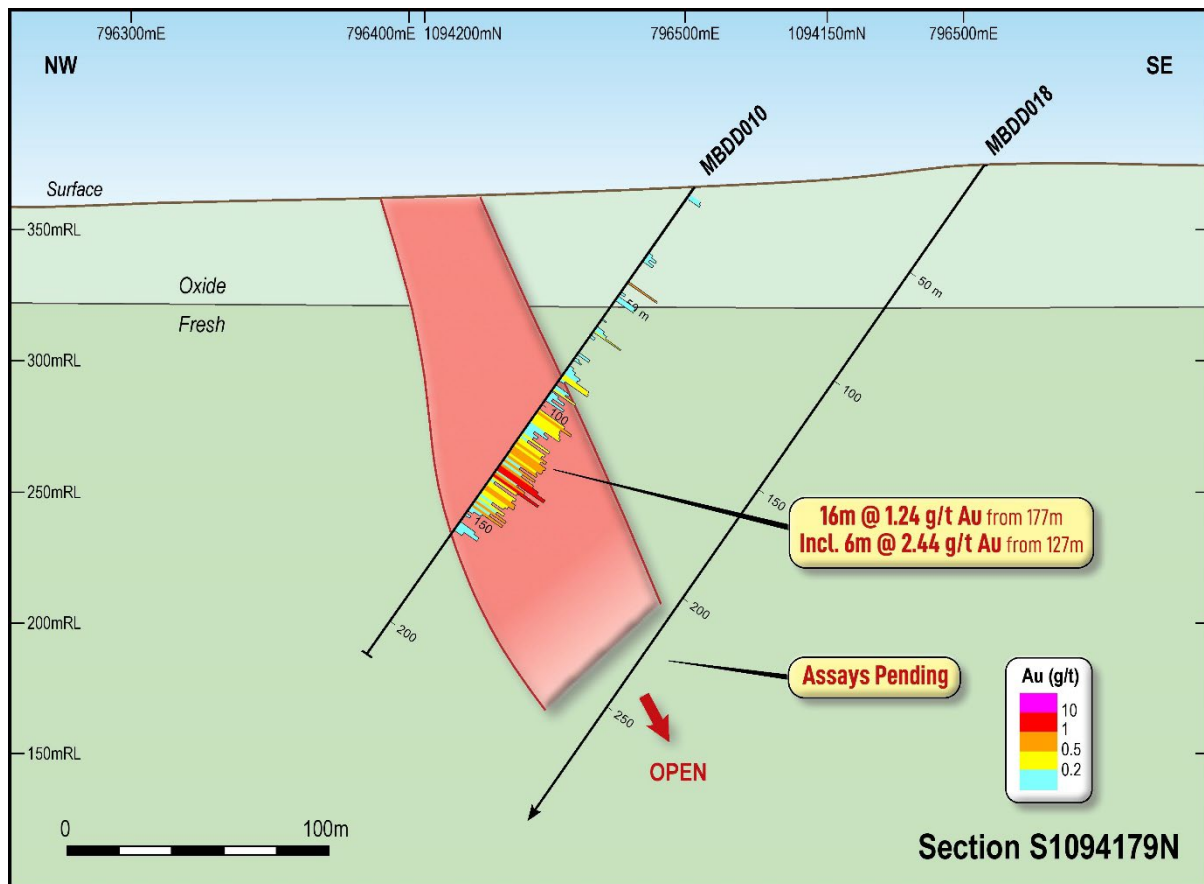 796300mE
796400mE
1094200mN
796500mE
1094150mN
796500mE
NW
SE
MBDD010
MBDD018
Surface
350mRL
Oxide
Fresh
50 m
50 m
300mRL
100
100
250mRL
150
150
16m @ 1.24 g/t Au from 177m
Incl. 6m @ 2.44 g/t Au from 127m
200mRL
200
200
Assays Pending
Au (g/t)
10
1
0.5
0.2
250
OPEN
150mRL
0
100m
Section S1094179N